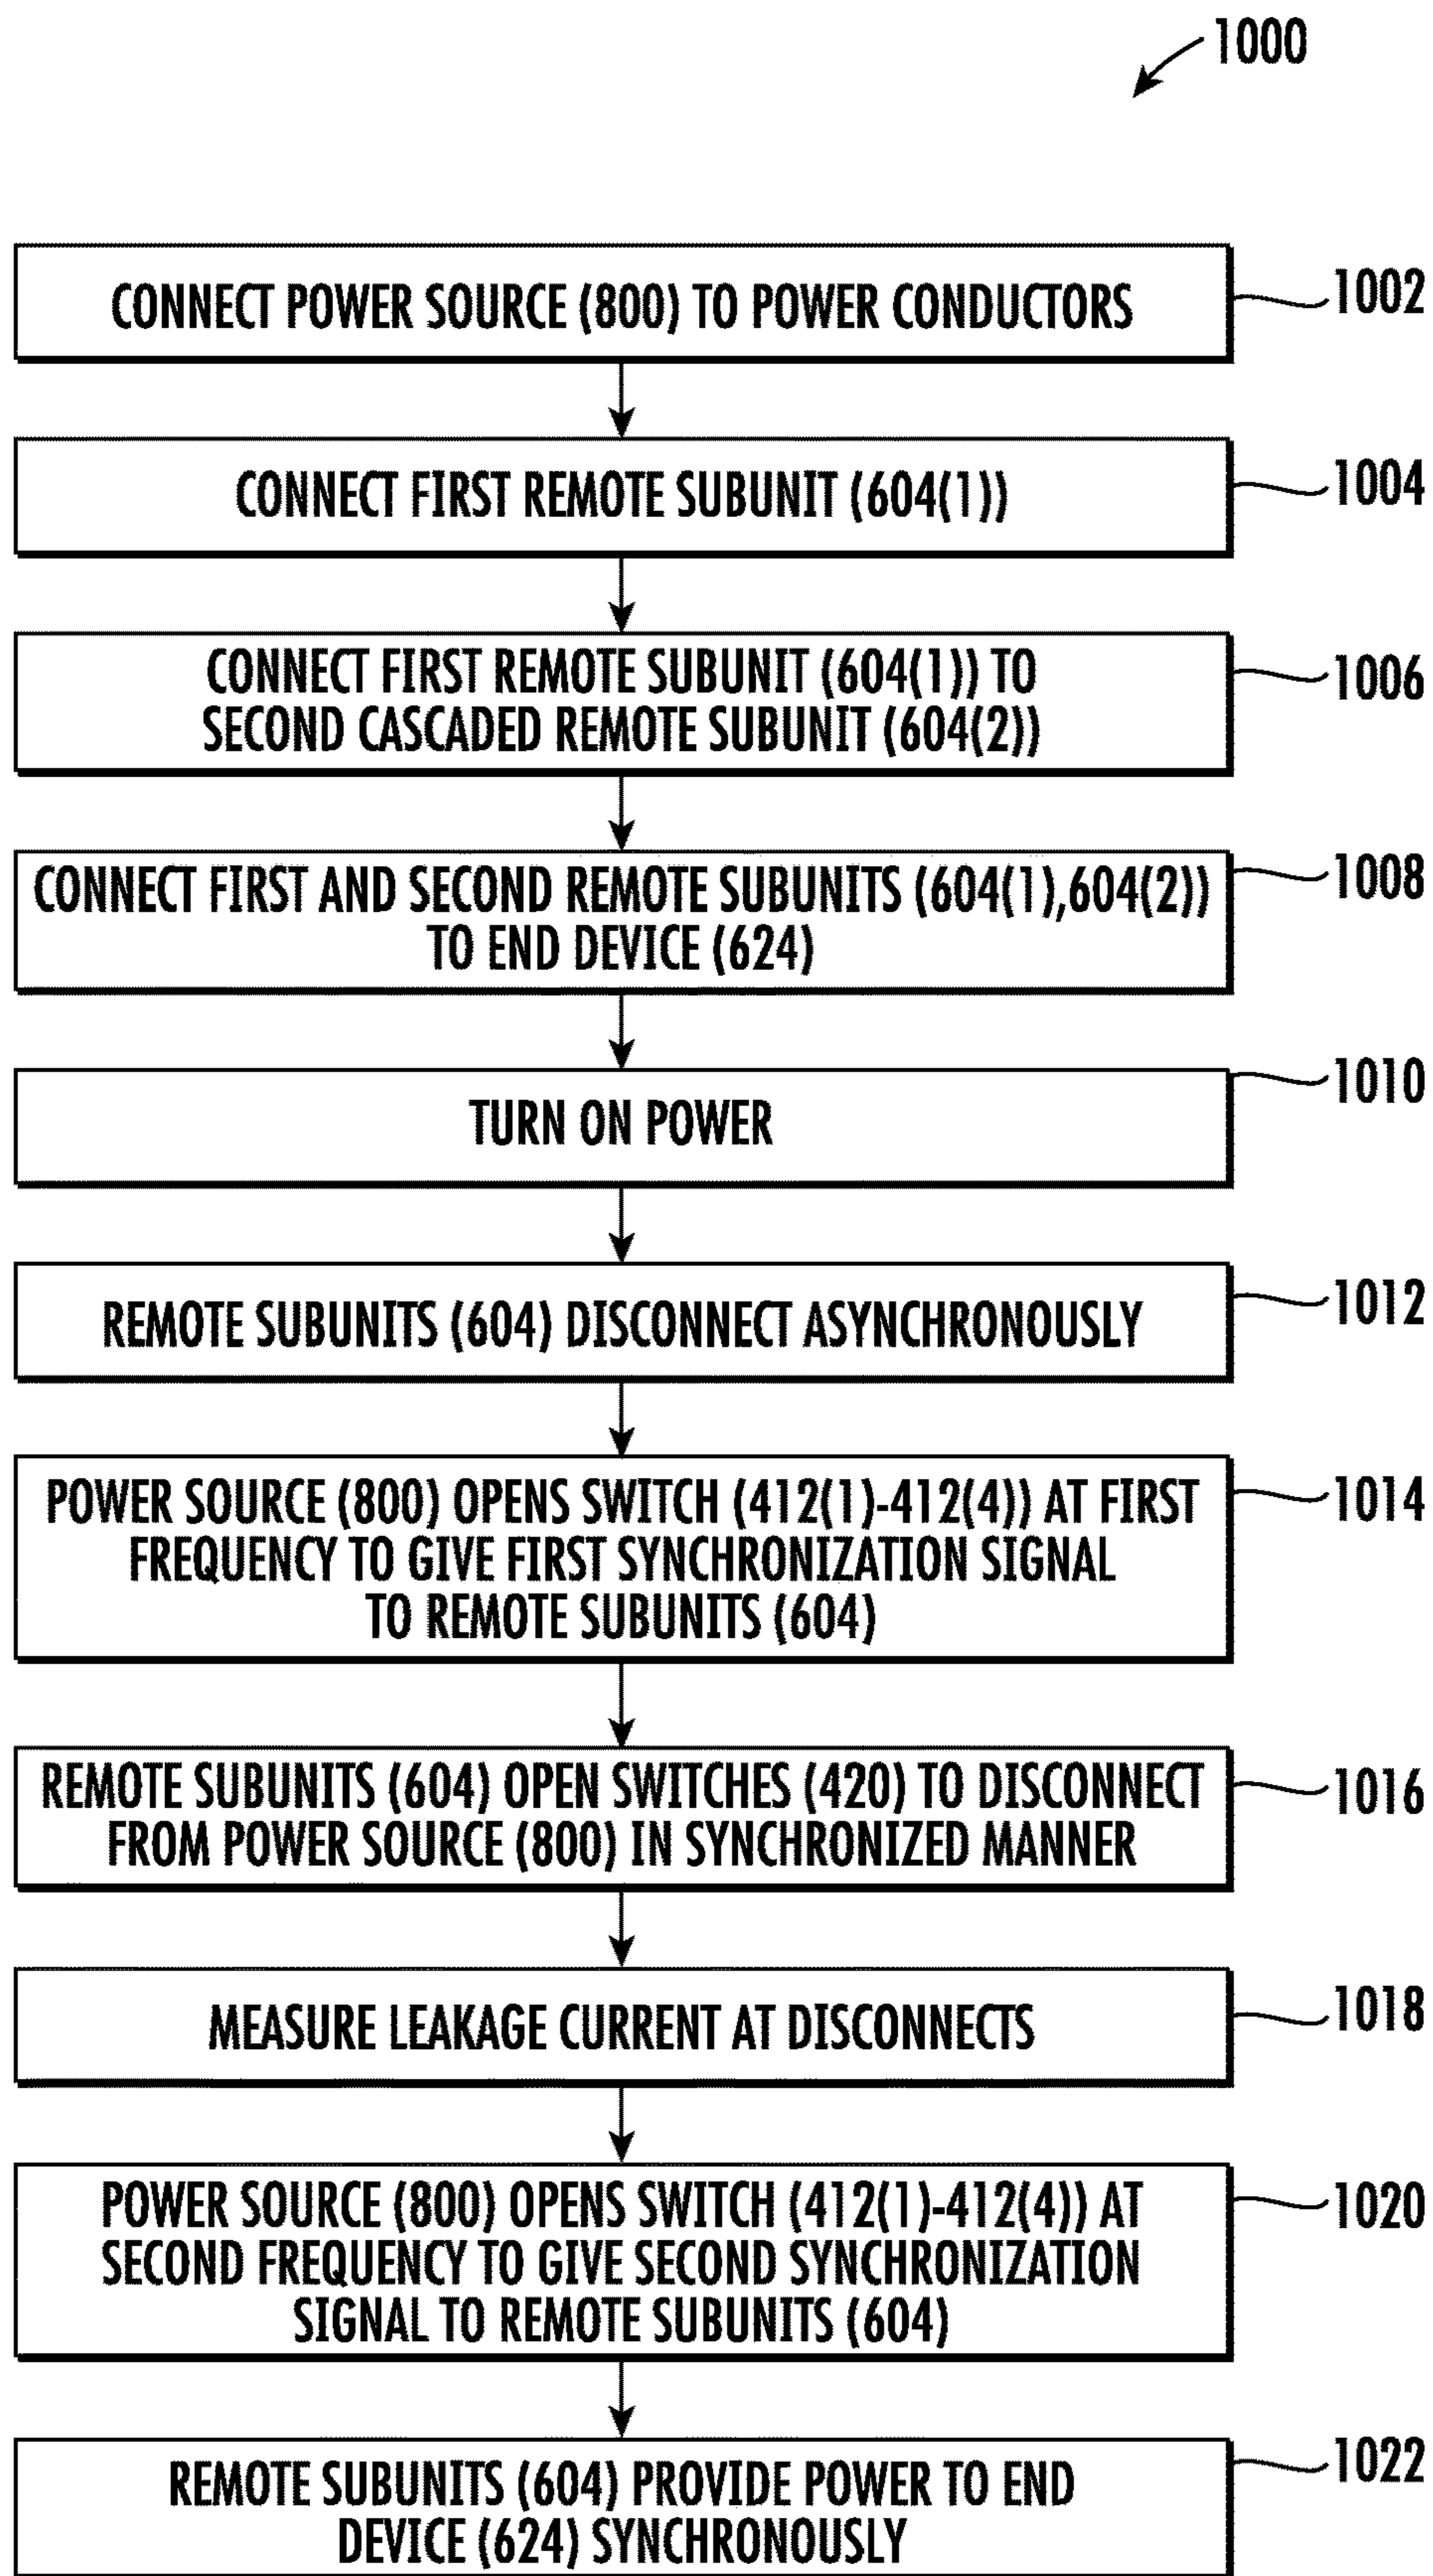 1000
CONNECT POWER SOURCE (800) TO POWER CONDUCTORS
1002
CONNECT FIRST REMOTE SUBUNIT (604(1))
1004
CONNECT FIRST REMOTE SUBUNIT (604(1)) TO
SECOND CASCADED REMOTE SUBUNIT (604(2))
1006
CONNECT FIRST AND SECOND REMOTE SUBUNITS (604(1),604(2))
TO END DEVICE (624)
1008
TURN ON POWER
1010
REMOTE SUBUNITS (604) DISCONNECT ASYNCHRONOUSLY
1012
POWER SOURCE (800) OPENS SWITCH (412(1)-412(4)) AT FIRST
FREQUENCY TO GIVE FIRST SYNCHRONIZATION SIGNAL
TO REMOTE SUBUNITS (604)
1014
REMOTE SUBUNITS (604) OPEN SWITCHES (420) TO DISCONNECT
FROM POWER SOURCE (800) IN SYNCHRONIZED MANNER
1016
MEASURE LEAKAGE CURRENT AT DISCONNECTS
1018
POWER SOURCE (800) OPENS SWITCH (412(1)-412(4)) AT
SECOND FREQUENCY TO GIVE SECOND SYNCHRONIZATION
SIGNAL TO REMOTE SUBUNITS (604)
1020
REMOTE SUBUNITS (604) PROVIDE POWER TO END
DEVICE (624) SYNCHRONOUSLY
1022